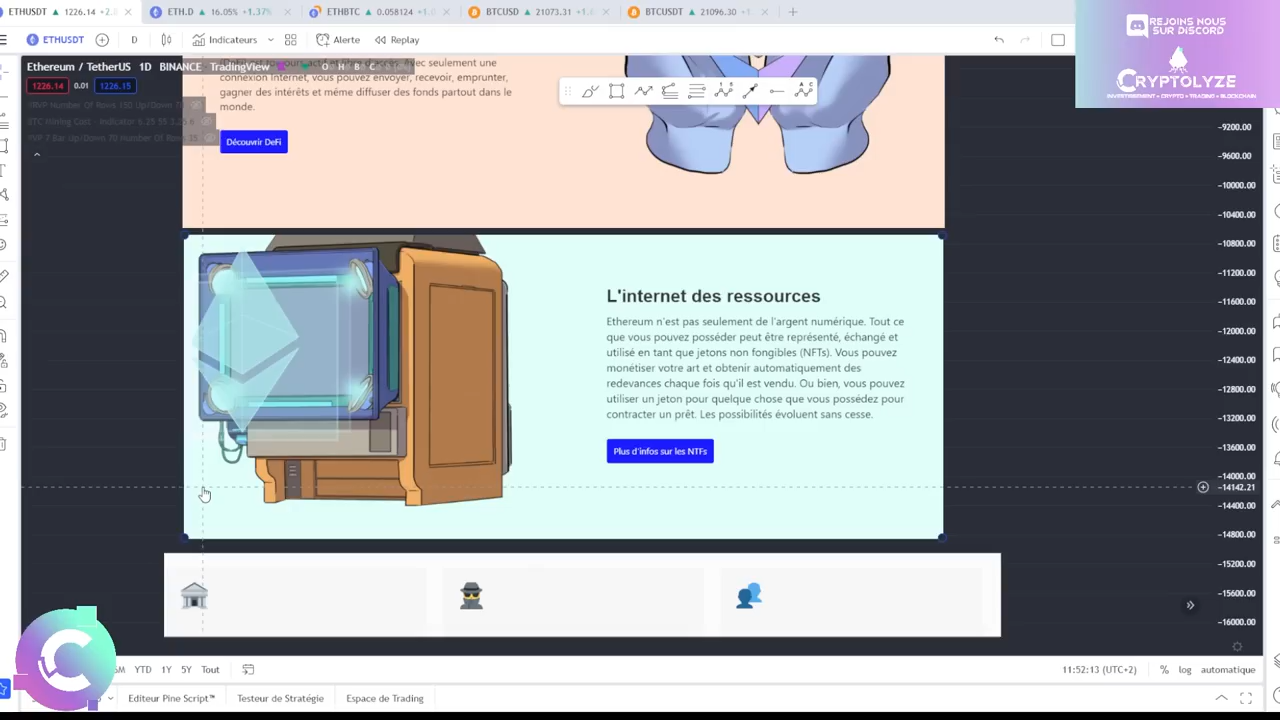 ETHUSDT 1226.14
ETH.D 16.05% +1.37%
ETHBTC 0.058124
BTCUSD 21073.31
BTCUSDT 21096.30
REJOINS NOUS
SUR DISCORD
CRYPTOLYZE
INVESTISSEMENT • CRYPTO • TRADING • BLOCKCHAIN
ETHUSDT D Indicateurs Alerte Replay
Ethereum / TetherUS 1D BINANCE TradingView O H B C
1226.14 0.01 1226.15
connexion Internet, vous pouvez envoyer, recevoir, emprunter,
gagner des intérêts et même diffuser des fonds partout dans le
monde.
Découvrir DeFi
L'internet des ressources
Ethereum n'est pas seulement de l'argent numérique. Tout ce
que vous pouvez posséder peut être représenté, échangé et
utilisé en tant que jetons non fongibles (NFTs). Vous pouvez
monétiser votre art et obtenir automatiquement des
redevances chaque fois qu'il est vendu. Ou bien, vous pouvez
utiliser un jeton pour quelque chose que vous possédez pour
contracter un prêt. Les possibilités évoluent sans cesse.
Plus d'infos sur les NTFs
-9200.00
-9600.00
-10000.00
-10400.00
-10800.00
-11200.00
-11600.00
-12000.00
-12400.00
-12800.00
-13200.00
-13600.00
-14000.00
-14142.21
-14400.00
-14800.00
-15200.00
-15600.00
-16000.00
YTD 1Y 5Y Tout
11:52:13 (UTC+2) % log automatique
Editeur Pine Script™ Testeur de Stratégie Espace de Trading